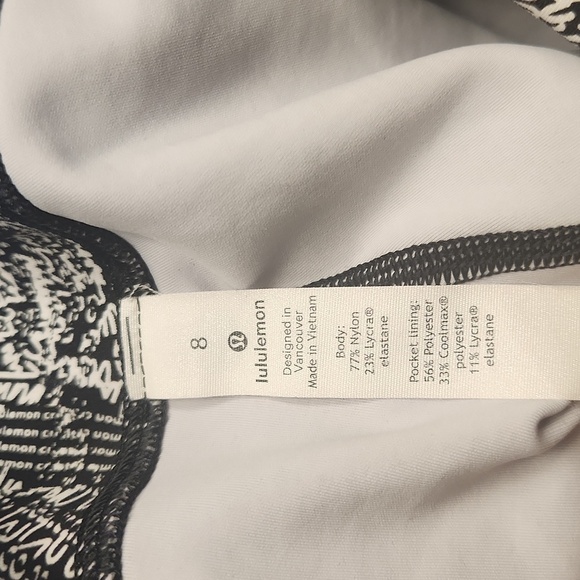 8
lululemon
Designed in
Vancouver
Made in Vietnam
Body:
77% Nylon
23% Lycra®
elastane
Pocket lining:
56% Polyester
33% Coolmax®
polyester
11% Lycra®
elastane